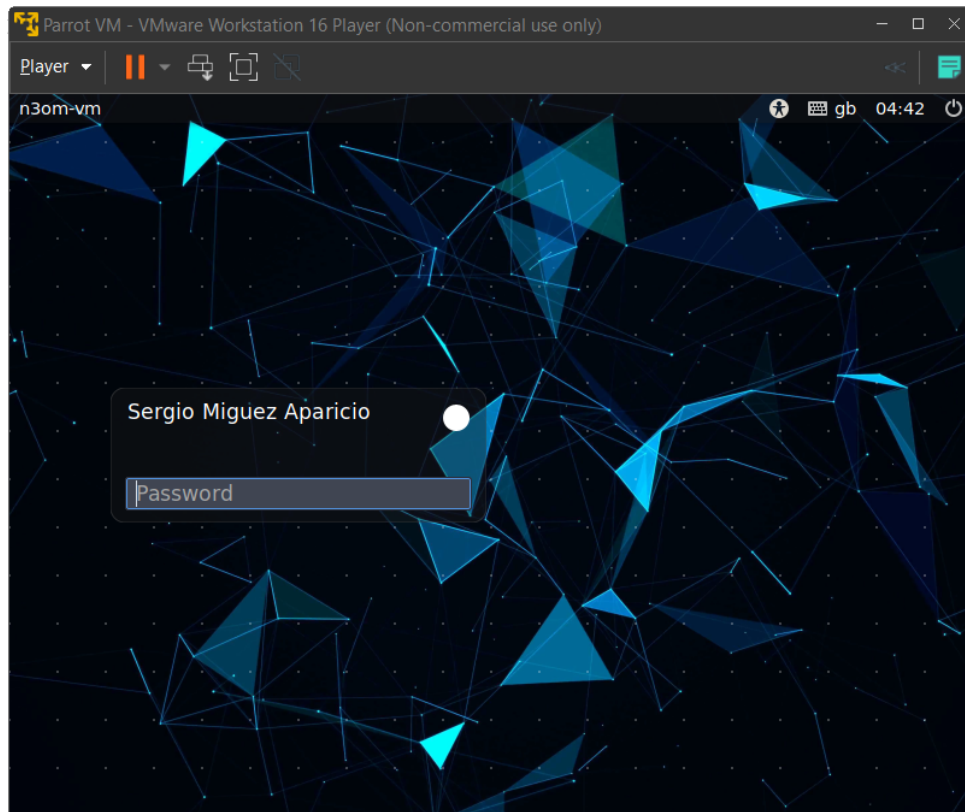 Parrot VM - VMware Workstation 16 Player (Non-commercial use only)
Player
n3om-vm gb 04:42
Sergio Miguez Aparicio
Password